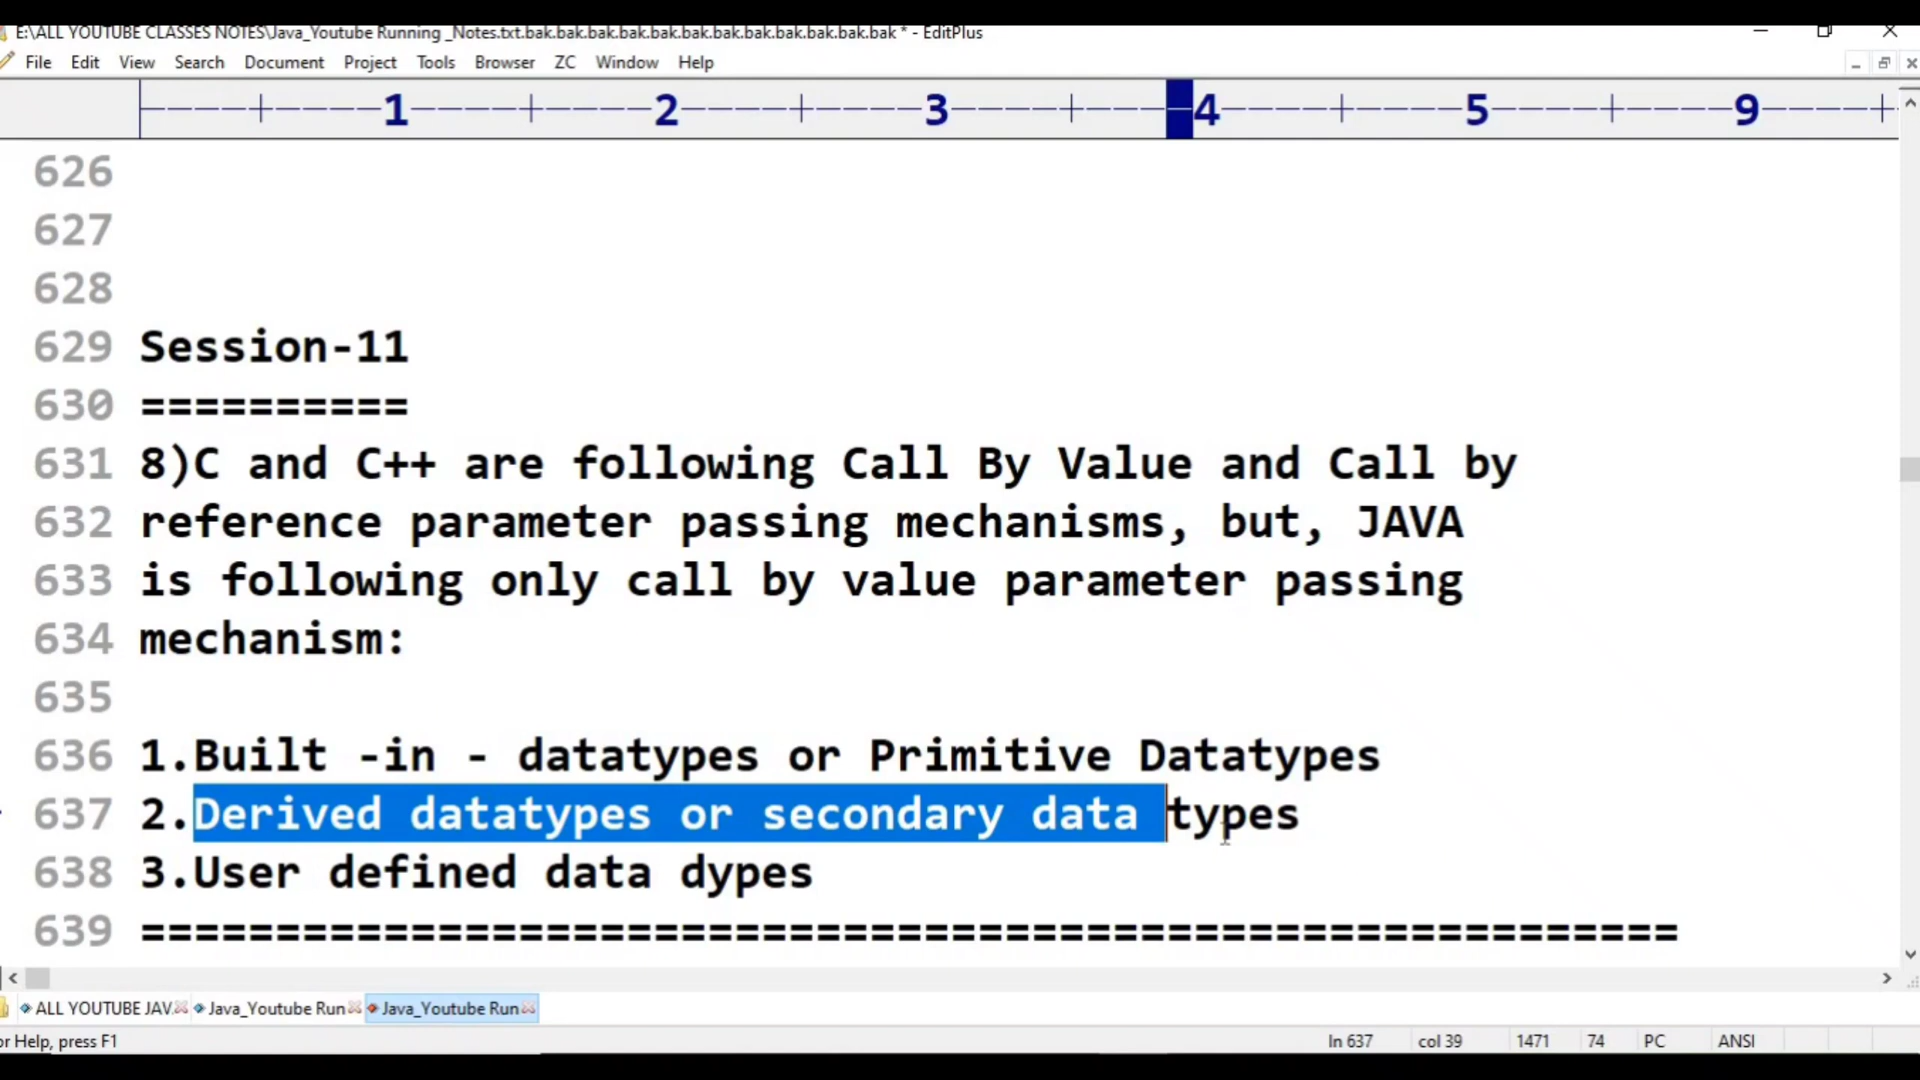 E:\ALL YOUTUBE CLASSES NOTES\Java_Youtube Running _Notes.txt.bak.bak.bak.bak.bak.bak.bak.bak.bak.bak.bak.bak * - EditPlus
File Edit View Search Document Project Tools Browser ZC Window Help
1 2 3 4 5 9
626
627
628
629 Session-11
630 ==========
631 8)C and C++ are following Call By Value and Call by
632 reference parameter passing mechanisms, but, JAVA
633 is following only call by value parameter passing
634 mechanism:
635
636 1.Built -in - datatypes or Primitive Datatypes
637 2.Derived datatypes or secondary data types
638 3.User defined data dypes
639 =========================================================
ALL YOUTUBE JAV Java_Youtube Run Java_Youtube Run
or Help, press F1 ln 637 col 39 1471 74 PC ANSI